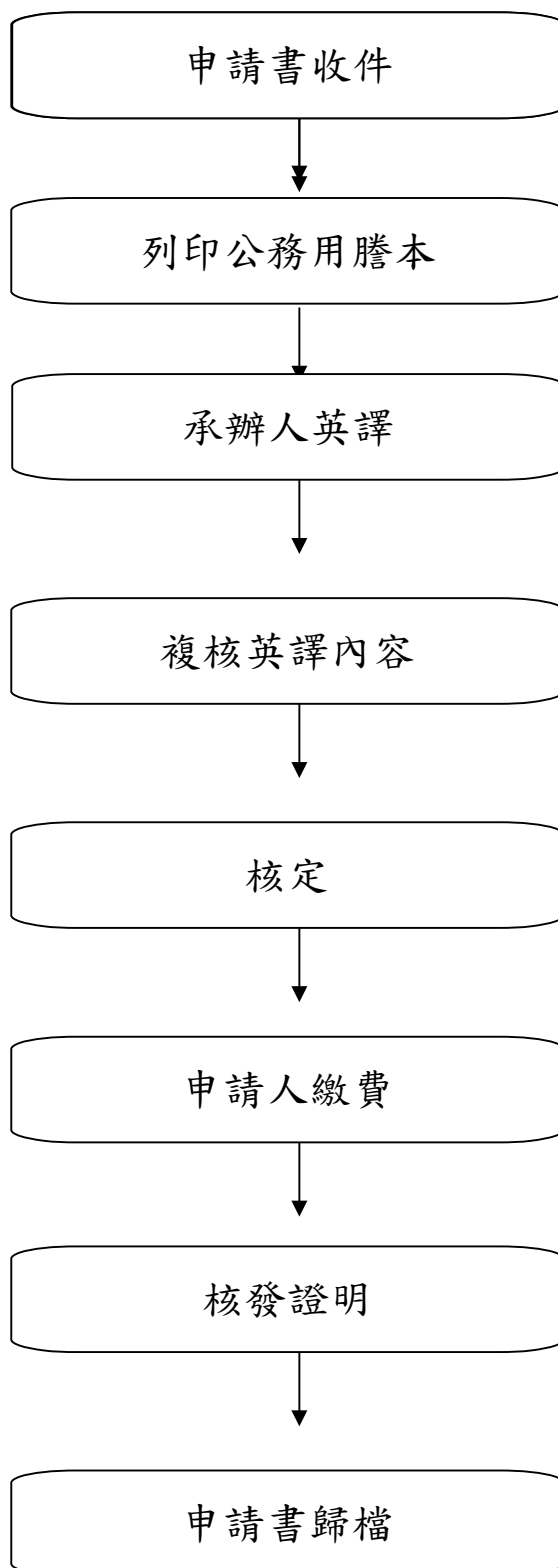 申請書收件
列印公務用謄本
承辦人英譯
複核英譯內容
核定
申請人繳費
核發證明
申請書歸檔